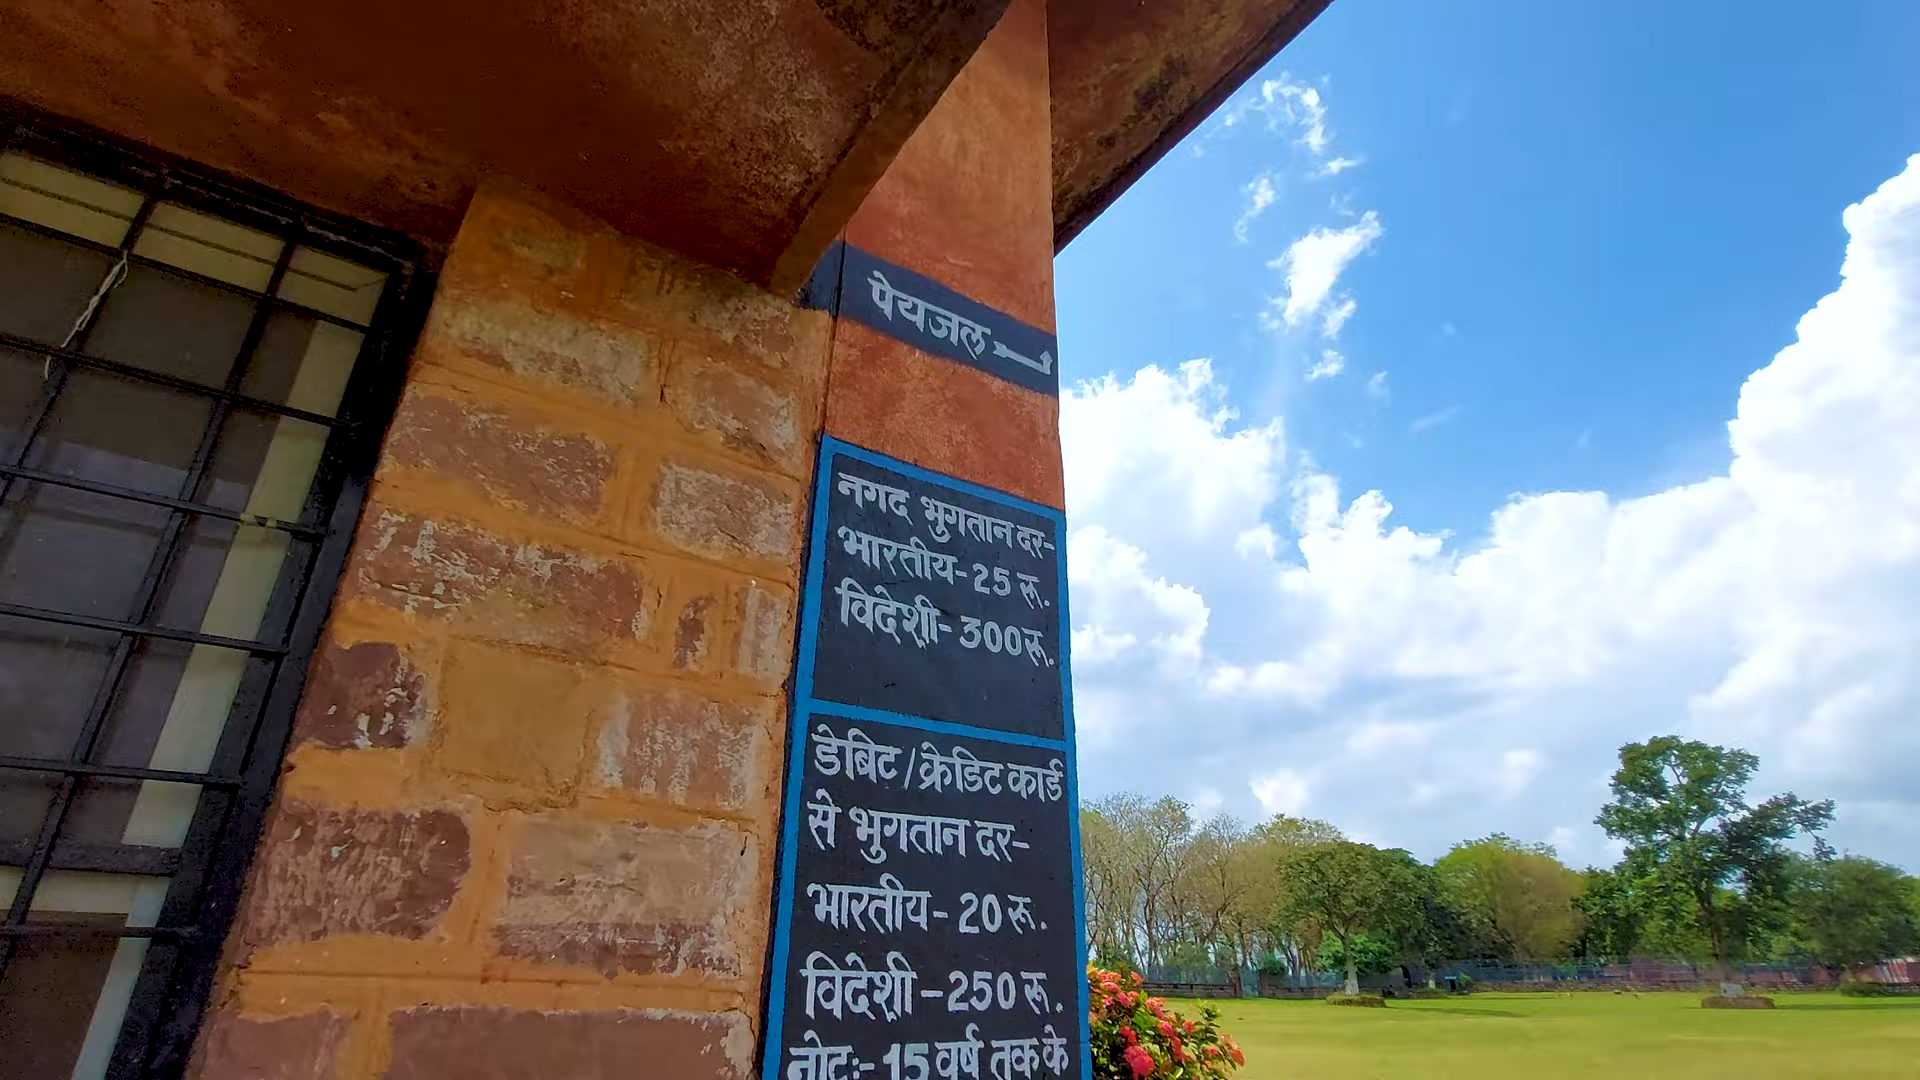 पेयजल
नगद भुगतान दर-
भारतीय- 25 रू.
विदेशी- 300रू.
डेबिट/क्रेडिट कार्ड
से भुगतान दर-
भारतीय- 20 रू.
विदेशी-250 रू.
नोटः- 15 वर्ष तक के